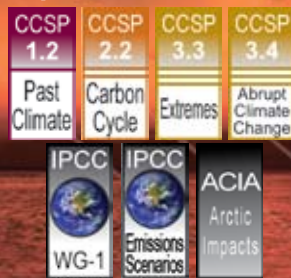 CCSP CCSP CCSP CCSP
1.2 2.2 3.3 3.4
Past Climate
Carbon Cycle
Extremes
Abrupt Climate Change
IPCC IPCC ACIA
WG-1
Emissions Scenarios
Arctic Impacts